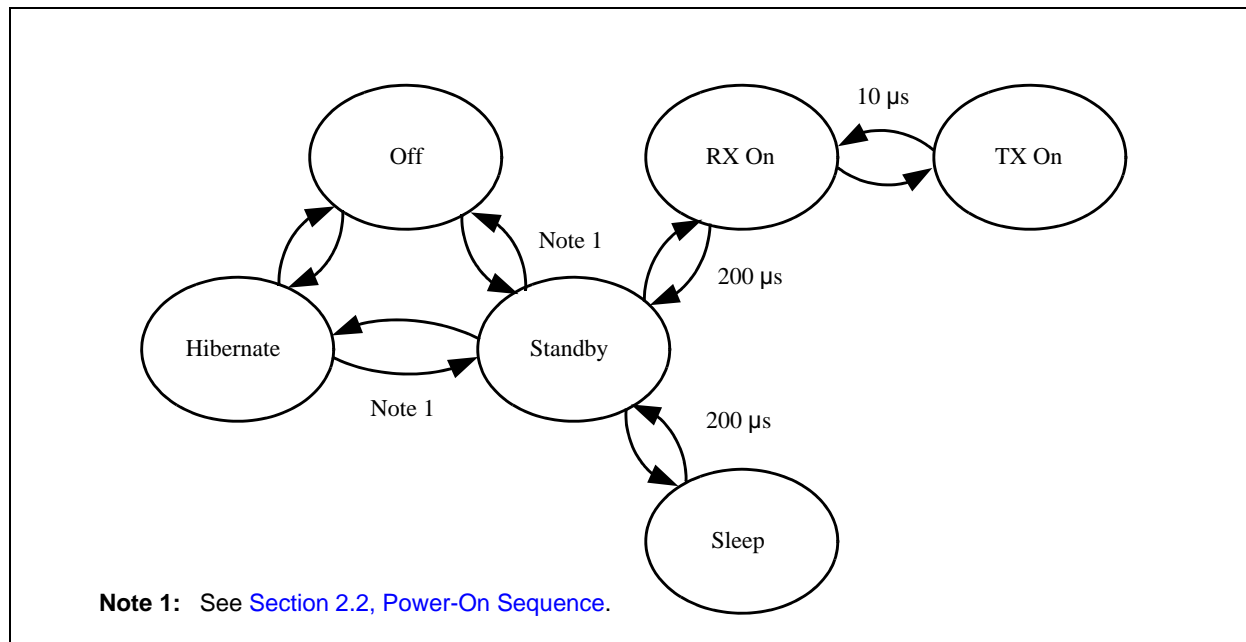 10 µs
Off
RX On
TX On
Note 1
200 µs
Hibernate
Standby
Note 1
200 µs
Sleep
Note 1: See Section 2.2, Power-On Sequence.